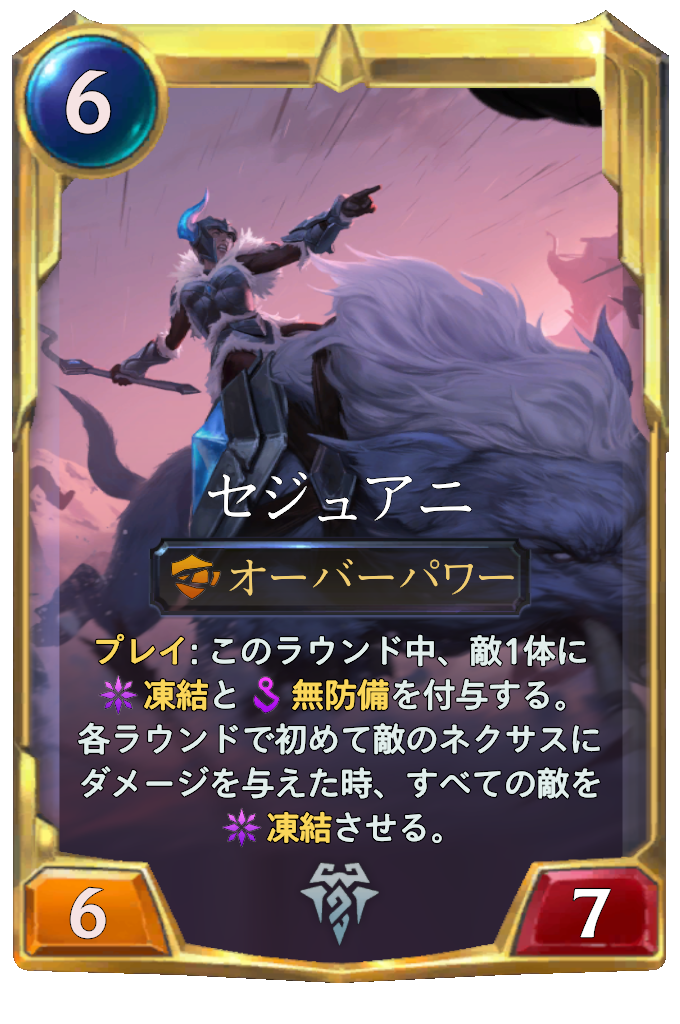 6
セジュアニ
オーバーパワー
プレイ: このラウンド中、敵1体に
凍結と 無防備を付与する。
各ラウンドで初めて敵のネクサスに
ダメージを与えた時、すべての敵を
凍結させる。
6
7